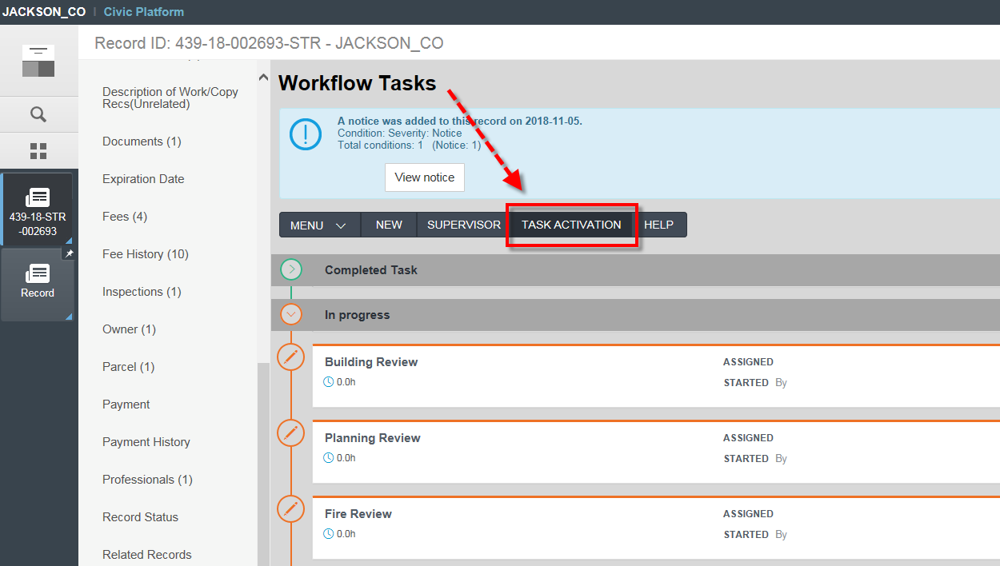 JACKSON_CO | Civic Platform
Record ID: 439-18-002693-STR - JACKSON_CO
439-18-STR
-002693
Record
Description of Work/Copy
Recs(Unrelated)
Documents (1)
Expiration Date
Fees (4)
Fee History (10)
Inspections (1)
Owner (1)
Parcel (1)
Payment
Payment History
Professionals (1)
Record Status
Related Records
Workflow Tasks
A notice was added to this record on 2018-11-05.
Condition: Severity: Notice
Total conditions: 1 (Notice: 1)
View notice
MENU NEW SUPERVISOR TASK ACTIVATION HELP
Completed Task
In progress
Building Review
0.0h
ASSIGNED
STARTED By
Planning Review
0.0h
ASSIGNED
STARTED By
Fire Review
0.0h
ASSIGNED
STARTED By